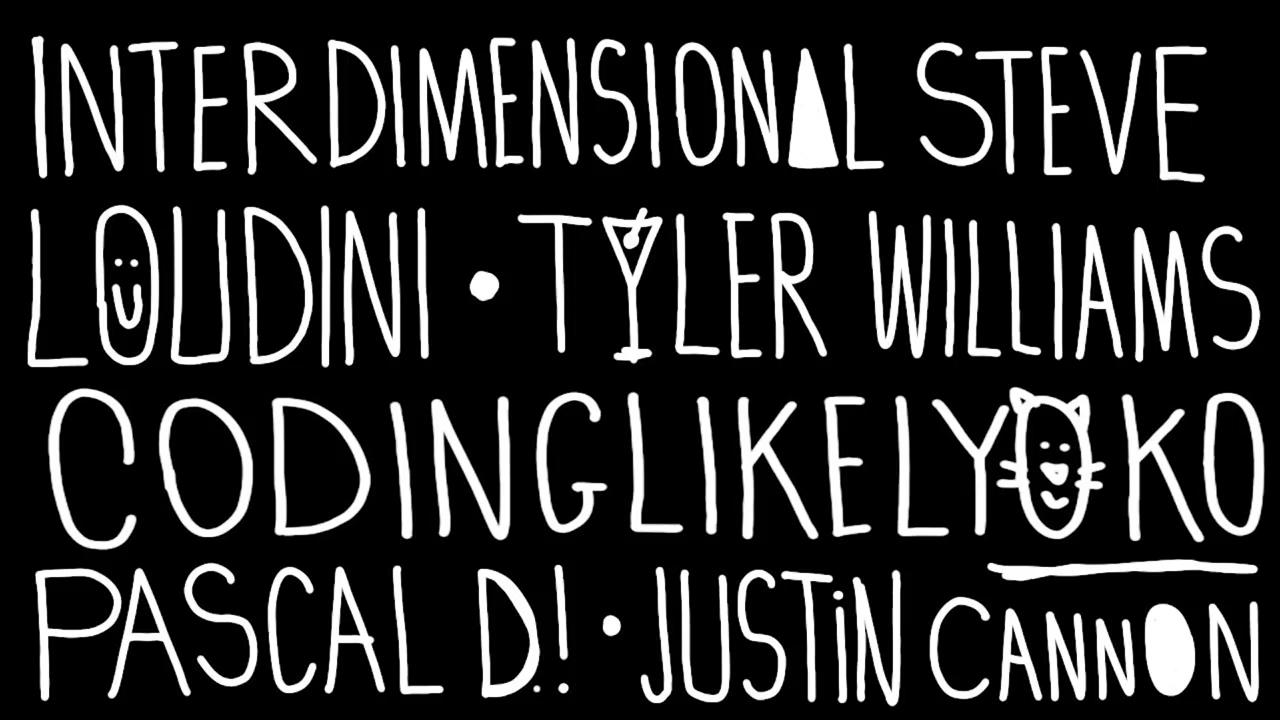 INTERDIMENSIONAL STEVE
LOUDINI • TYLER WILLIAMS
CODINGLIKELYOKO
PASCAL D.! • JUSTiN CANNON